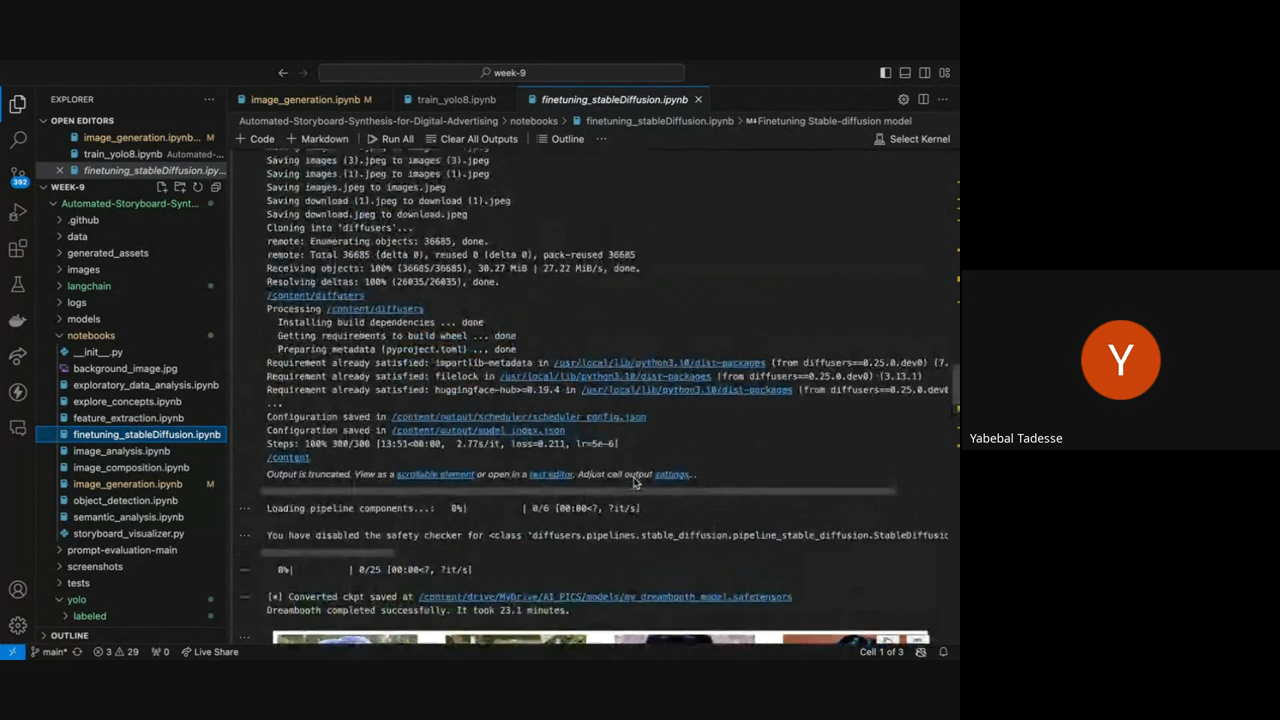 week-9
EXPLORER
OPEN EDITORS
image_generation.ipynb... M
train_yolo8.ipynb Automated-...
finetuning_stableDiffusion.ipy...
392
WEEK-9
Automated-Storyboard-Synt...
.github
data
generated_assets
images
langchain
logs
models
notebooks
__init__.py
background_image.jpg
exploratory_data_analysis.ipynb
explore_concepts.ipynb
feature_extraction.ipynb
finetuning_stableDiffusion.ipynb
image_analysis.ipynb
image_composition.ipynb
image_generation.ipynb M
object_detection.ipynb
semantic_analysis.ipynb
storyboard_visualizer.py
prompt-evaluation-main
screenshots
tests
yolo
labeled
OUTLINE
image_generation.ipynb M
train_yolo8.ipynb
finetuning_stableDiffusion.ipynb
Automated-Storyboard-Synthesis-for-Digital-Advertising > notebooks > finetuning_stableDiffusion.ipynb > Finetuning Stable-diffusion model
Code Markdown Run All Clear All Outputs Outline ... Select Kernel
Saving images (3).jpeg to images (3).jpeg
Saving images (1).jpeg to images (1).jpeg
Saving images.jpeg to images.jpeg
Saving download (1).jpeg to download (1).jpeg
Saving download.jpeg to download.jpeg
Cloning into 'diffusers'...
remote: Enumerating objects: 36685, done.
remote: Total 36685 (delta 0), reused 0 (delta 0), pack-reused 36685
Receiving objects: 100% (36685/36685), 30.27 MiB | 27.22 MiB/s, done.
Resolving deltas: 100% (26035/26035), done.
/content/diffusers
Processing /content/diffusers
Installing build dependencies ... done
Getting requirements to build wheel ... done
Preparing metadata (pyproject.toml) ... done
Requirement already satisfied: importlib-metadata in /usr/local/lib/python3.10/dist-packages (from diffusers==0.25.0.dev0) (7.
Requirement already satisfied: filelock in /usr/local/lib/python3.10/dist-packages (from diffusers==0.25.0.dev0) (3.13.1)
Requirement already satisfied: huggingface-hub>=0.19.4 in /usr/local/lib/python3.10/dist-packages (from diffusers==0.25.0.dev0
...
Configuration saved in /content/output/scheduler/scheduler_config.json
Configuration saved in /content/output/model_index.json
Steps: 100% 300/300 [13:51<00:00, 2.77s/it, loss=0.211, lr=5e-6]
/content
Output is truncated. View as a scrollable element or open in a text editor. Adjust cell output settings...
Loading pipeline components...: 0%| | 0/6 [00:00<?, ?it/s]
You have disabled the safety checker for <class 'diffusers.pipelines.stable_diffusion.pipeline_stable_diffusion.StableDiffusio
0%| | 0/25 [00:00<?, ?it/s]
[*] Converted ckpt saved at /content/drive/MyDrive/AI_PICS/models/my_dreambooth_model.safetensors
Dreambooth completed successfully. It took 23.1 minutes.
main* 3 29 0 Live Share Cell 1 of 3
Y
Yabebal Tadesse